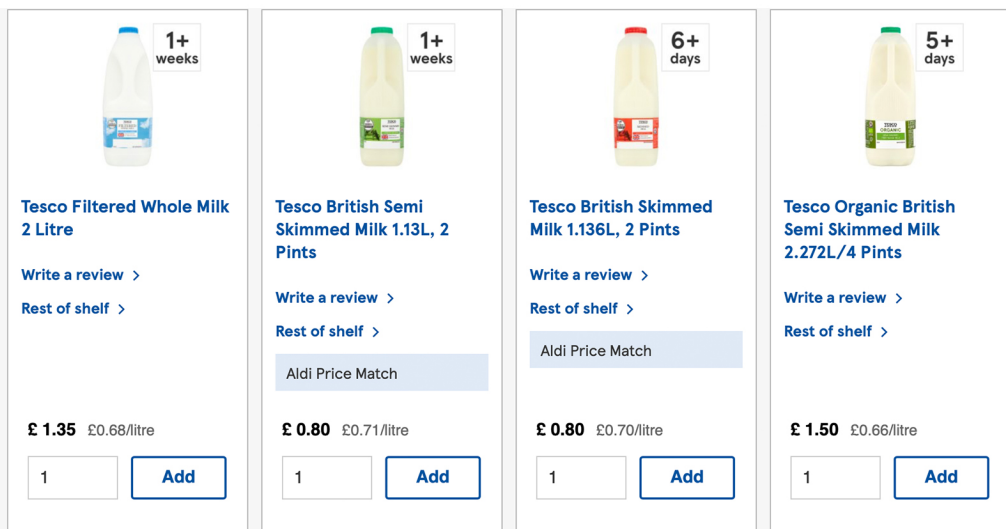 1+
weeks
Tesco Filtered Whole Milk
2 Litre
Write a review >
Rest of shelf >
£ 1.35 £0.68/litre
1
Add
1+
weeks
Tesco British Semi
Skimmed Milk 1.13L, 2
Pints
Write a review >
Rest of shelf >
Aldi Price Match
£ 0.80 £0.71/litre
1
Add
6+
days
Tesco British Skimmed
Milk 1.136L, 2 Pints
Write a review >
Rest of shelf >
Aldi Price Match
£ 0.80 £0.70/litre
1
Add
5+
days
TESCO
ORGANIC
Tesco Organic British
Semi Skimmed Milk
2.272L/4 Pints
Write a review >
Rest of shelf >
£ 1.50 £0.66/litre
1
Add